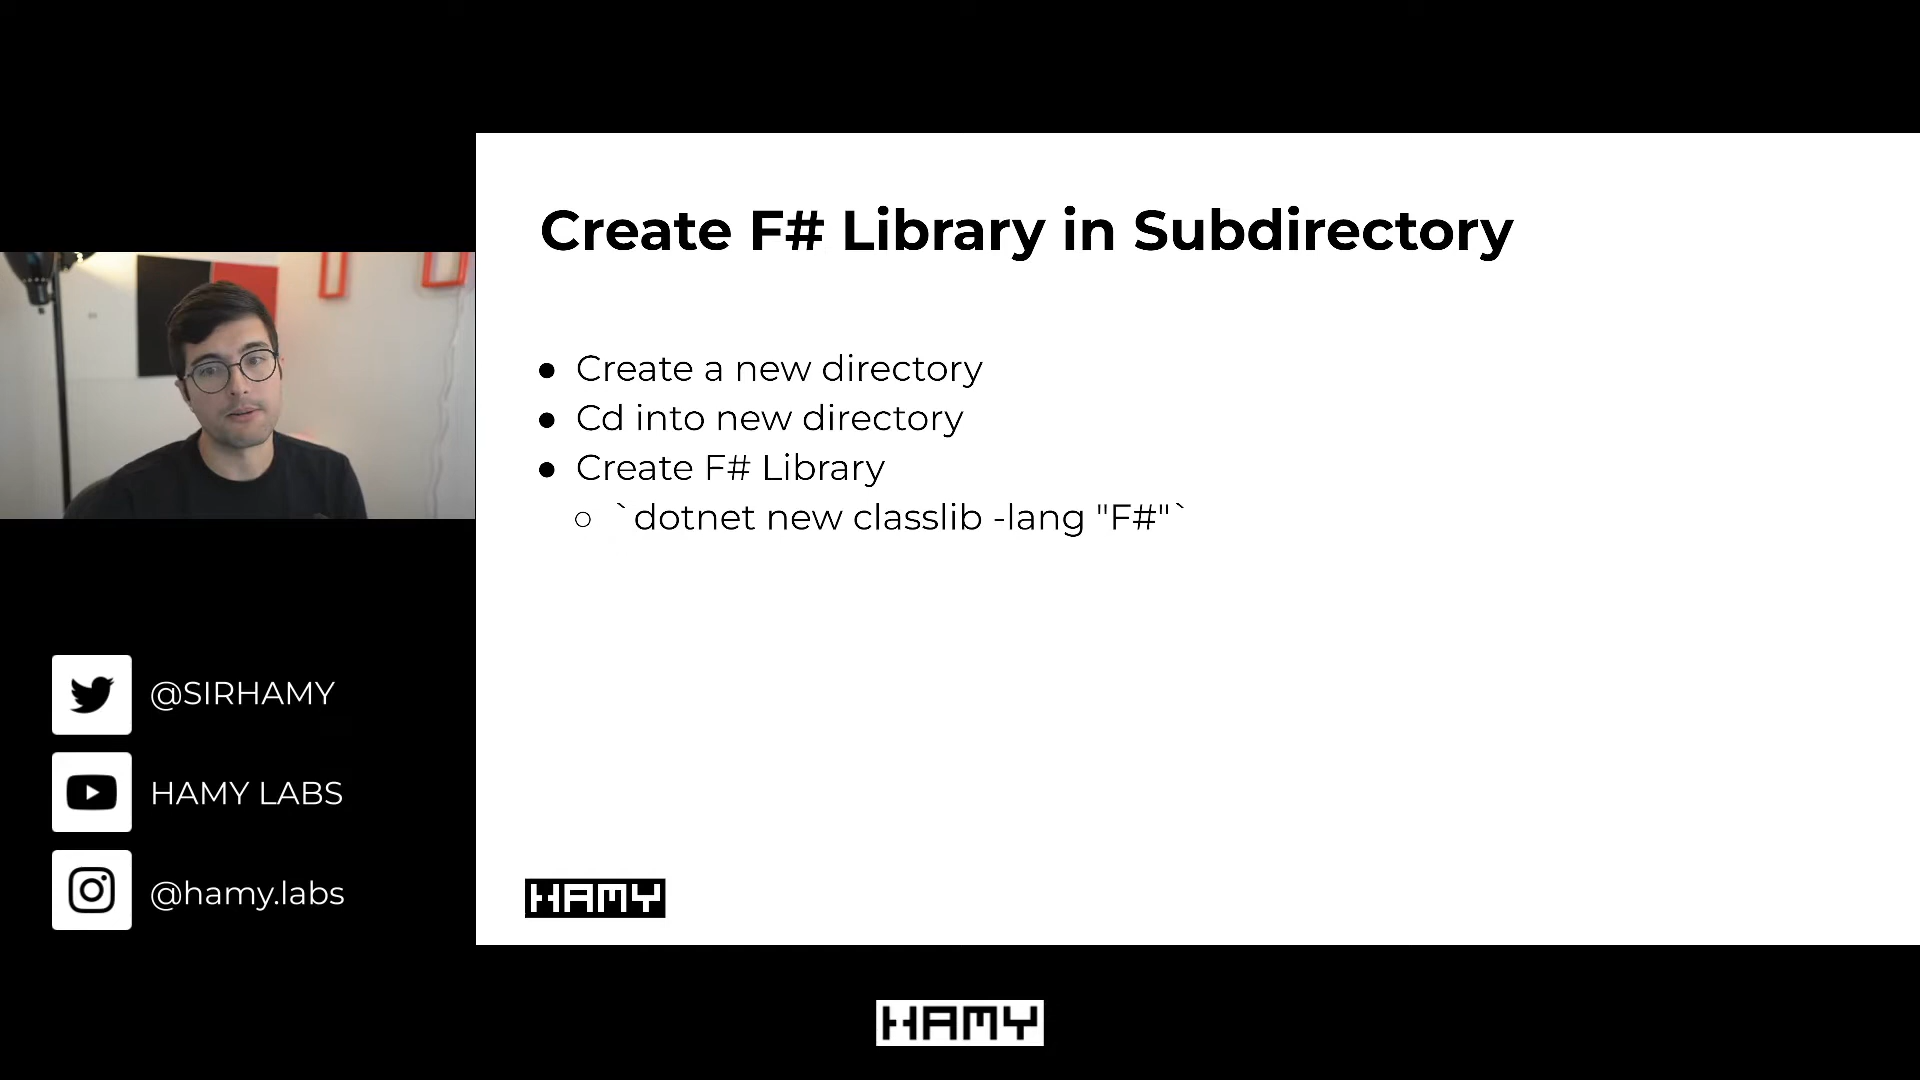 Create F# Library in Subdirectory
● Create a new directory
● Cd into new directory
● Create F# Library
○ `dotnet new classlib -lang "F#"`
@SIRHAMY
HAMY LABS
@hamy.labs
HAMY
HAMY